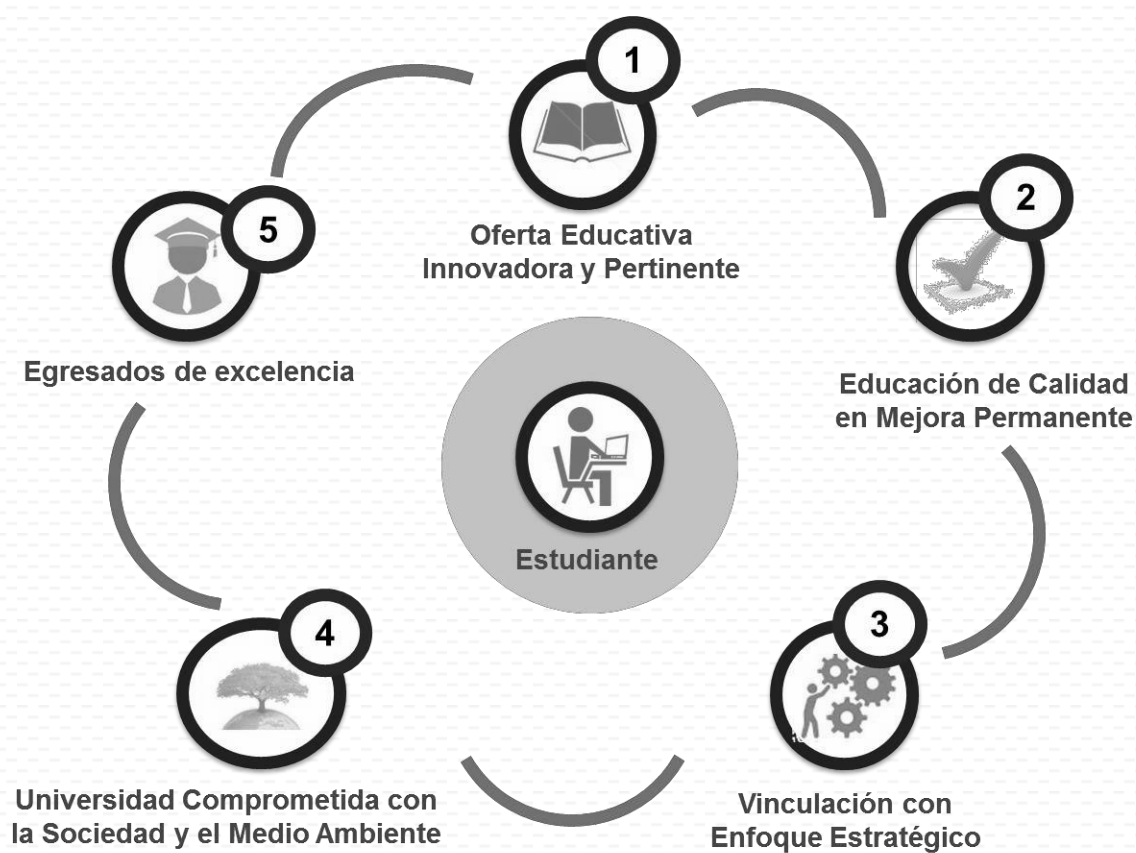 1
Oferta Educativa
Innovadora y Pertinente
2
Educación de Calidad
en Mejora Permanente
3
Vinculación con
Enfoque Estratégico
4
Universidad Comprometida con
la Sociedad y el Medio Ambiente
5
Egresados de excelencia
Estudiante